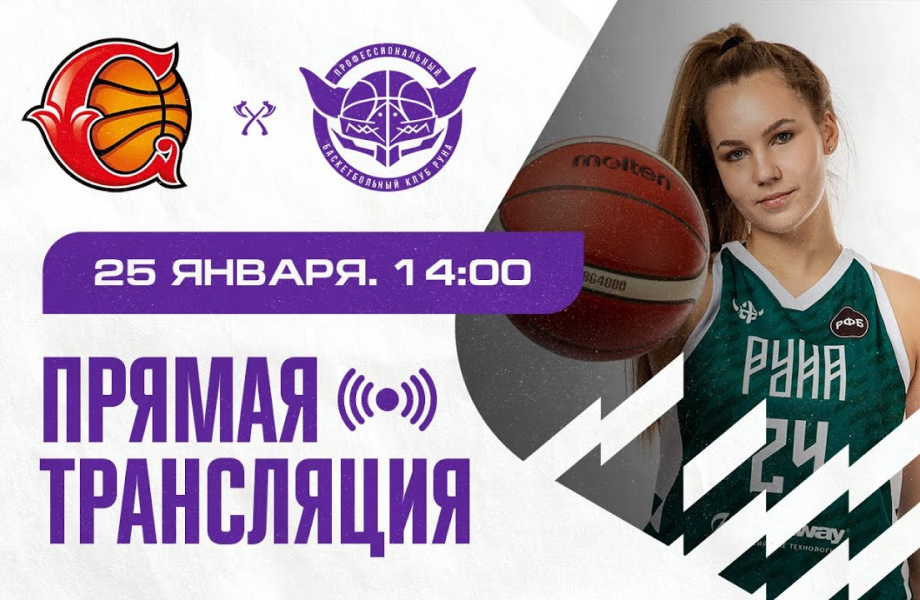 ПРОФЕССИОНАЛЬНЫЙ
БАСКЕТБОЛЬНЫЙ КЛУБ РУНА
25 ЯНВАРЯ. 14:00
ПРЯМАЯ
ТРАНСЛЯЦИЯ
molten
BG4000
РФБ
РУНА
24